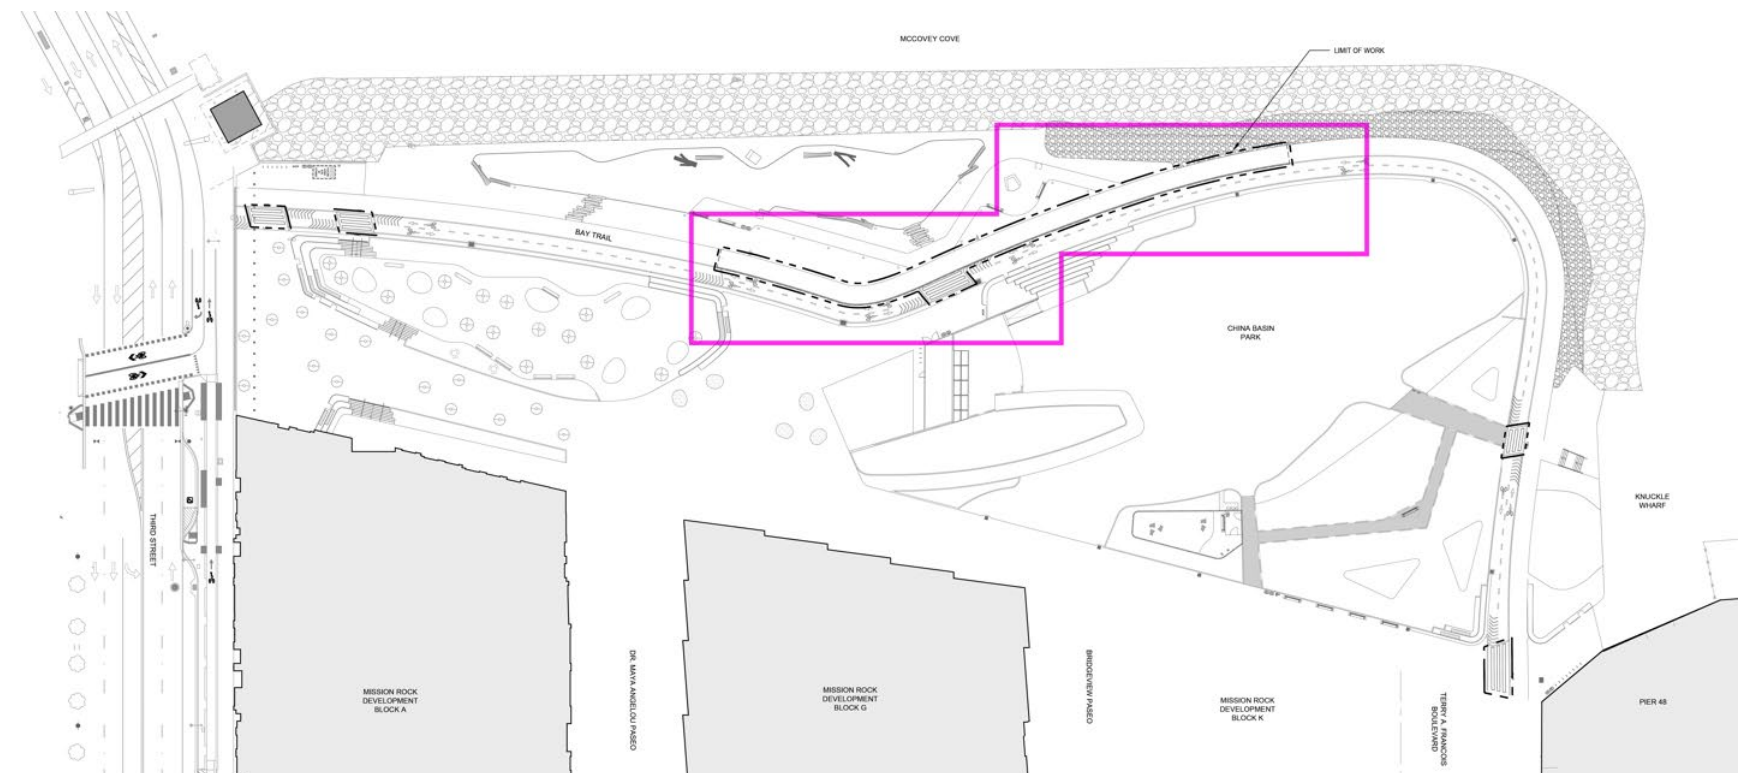 MCCOVEY COVE
LIMIT OF WORK
BAY TRAIL
CHINA BASIN
PARK
KNUCKLE
WHARF
THIRD STREET
MISSION ROCK
DEVELOPMENT
BLOCK A
DR. MAYA ANGELOU PASEO
MISSION ROCK
DEVELOPMENT
BLOCK G
BRIDGEVIEW PASEO
MISSION ROCK
DEVELOPMENT
BLOCK K
TERRY A. FRANCOIS
BOULEVARD
PIER 48